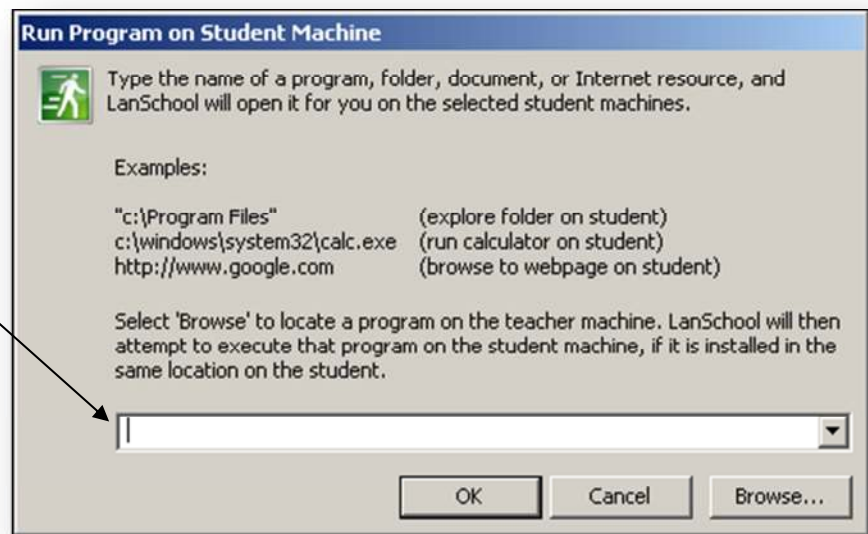 Run Program on Student Machine
Type the name of a program, folder, document, or Internet resource, and
LanSchool will open it for you on the selected student machines.
Examples:
"c:\Program Files" (explore folder on student)
c:\windows\system32\calc.exe (run calculator on student)
http://www.google.com (browse to webpage on student)
Select 'Browse' to locate a program on the teacher machine. LanSchool will then
attempt to execute that program on the student machine, if it is installed in the
same location on the student.
OK Cancel Browse...